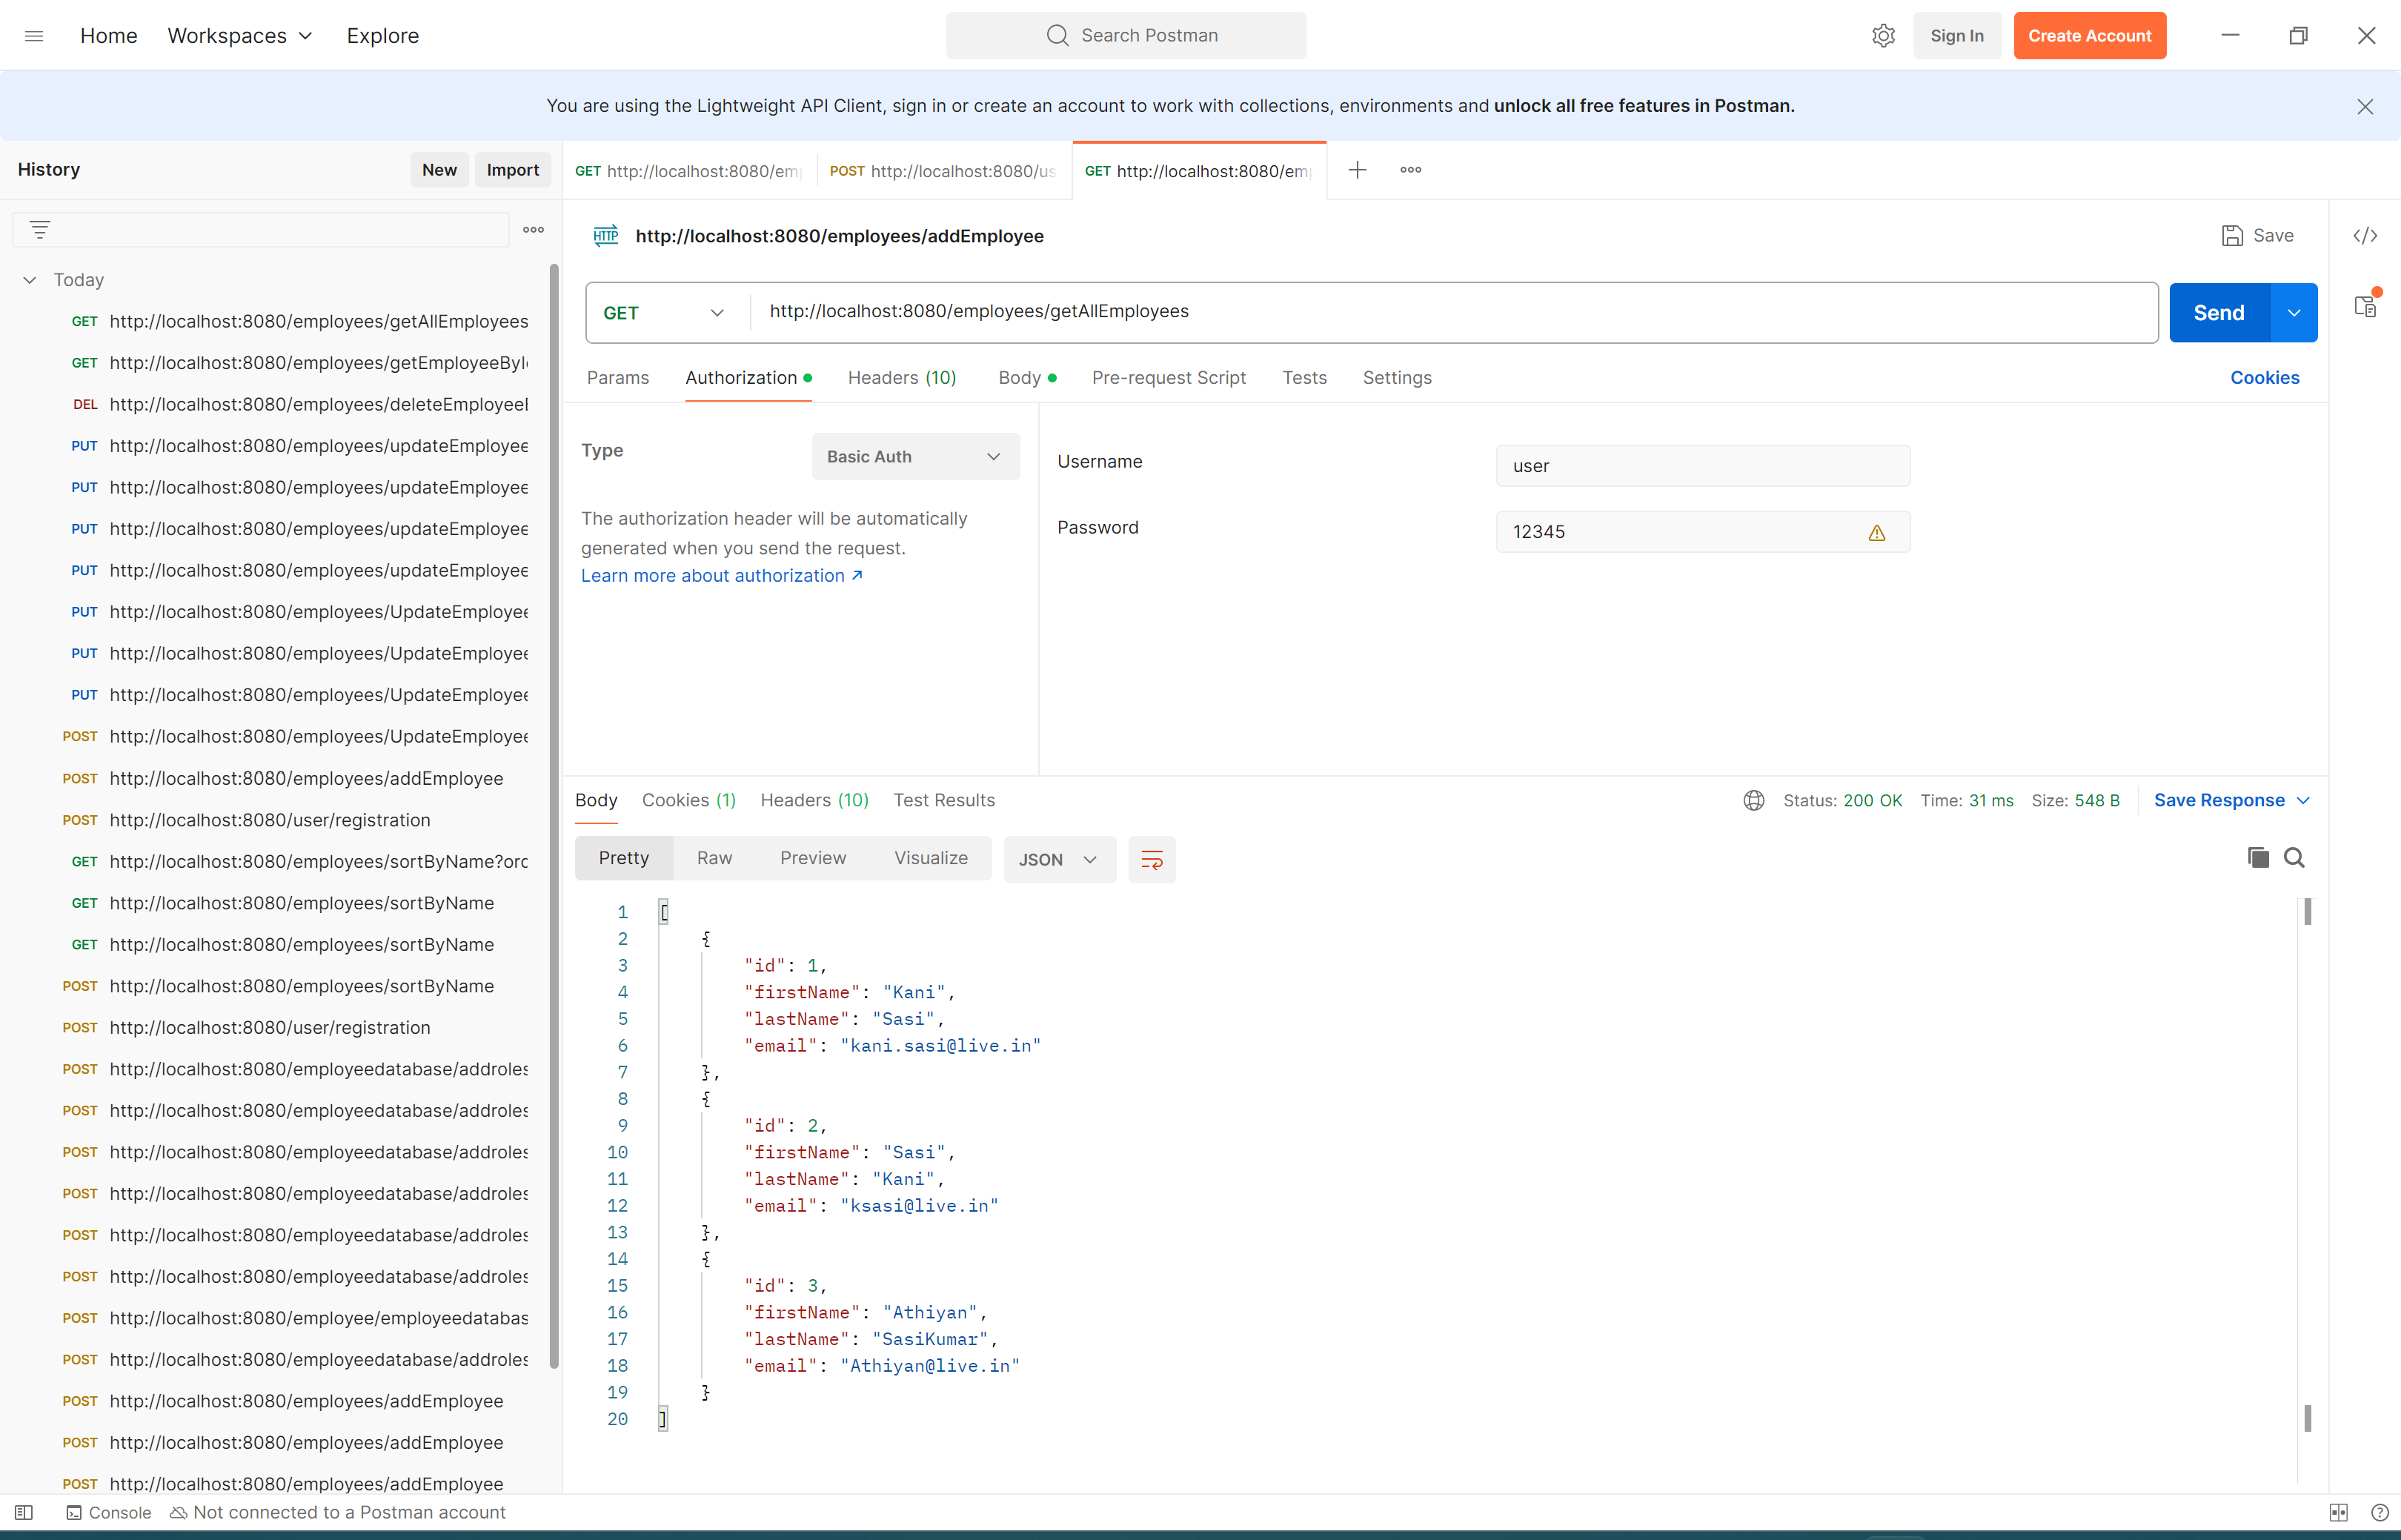 Home Workspaces Explore Search Postman Sign In Create Account
You are using the Lightweight API Client, sign in or create an account to work with collections, environments and unlock all free features in Postman.
History New Import
GET http://localhost:8080/em POST http://localhost:8080/us GET http://localhost:8080/em
HTTP http://localhost:8080/employees/addEmployee Save
Today
GET http://localhost:8080/employees/getAllEmployees
GET http://localhost:8080/employees/getEmployeeByI
DEL http://localhost:8080/employees/deleteEmployee
PUT http://localhost:8080/employees/updateEmployee
PUT http://localhost:8080/employees/updateEmployee
PUT http://localhost:8080/employees/updateEmployee
PUT http://localhost:8080/employees/updateEmployee
PUT http://localhost:8080/employees/UpdateEmployee
PUT http://localhost:8080/employees/UpdateEmployee
PUT http://localhost:8080/employees/UpdateEmployee
POST http://localhost:8080/employees/UpdateEmployee
POST http://localhost:8080/employees/addEmployee
POST http://localhost:8080/user/registration
GET http://localhost:8080/employees/sortByName?orc
GET http://localhost:8080/employees/sortByName
GET http://localhost:8080/employees/sortByName
POST http://localhost:8080/employees/sortByName
POST http://localhost:8080/user/registration
POST http://localhost:8080/employeedatabase/addroles
POST http://localhost:8080/employeedatabase/addroles
POST http://localhost:8080/employeedatabase/addroles
POST http://localhost:8080/employeedatabase/addroles
POST http://localhost:8080/employeedatabase/addroles
POST http://localhost:8080/employeedatabase/addroles
POST http://localhost:8080/employee/employeedatabas
POST http://localhost:8080/employeedatabase/addroles
POST http://localhost:8080/employees/addEmployee
POST http://localhost:8080/employees/addEmployee
POST http://localhost:8080/employees/addEmployee
GET http://localhost:8080/employees/getAllEmployees Send
Params Authorization Headers (10) Body Pre-request Script Tests Settings Cookies
Type Basic Auth
The authorization header will be automatically
generated when you send the request.
Learn more about authorization ↗
Username user
Password 12345
Body Cookies (1) Headers (10) Test Results Status: 200 OK Time: 31 ms Size: 548 B Save Response
Pretty Raw Preview Visualize JSON
1 [
2 {
3 "id": 1,
4 "firstName": "Kani",
5 "lastName": "Sasi",
6 "email": "kani.sasi@live.in"
7 },
8 {
9 "id": 2,
10 "firstName": "Sasi",
11 "lastName": "Kani",
12 "email": "ksasi@live.in"
13 },
14 {
15 "id": 3,
16 "firstName": "Athiyan",
17 "lastName": "SasiKumar",
18 "email": "Athiyan@live.in"
19 }
20 ]
Console Not connected to a Postman account